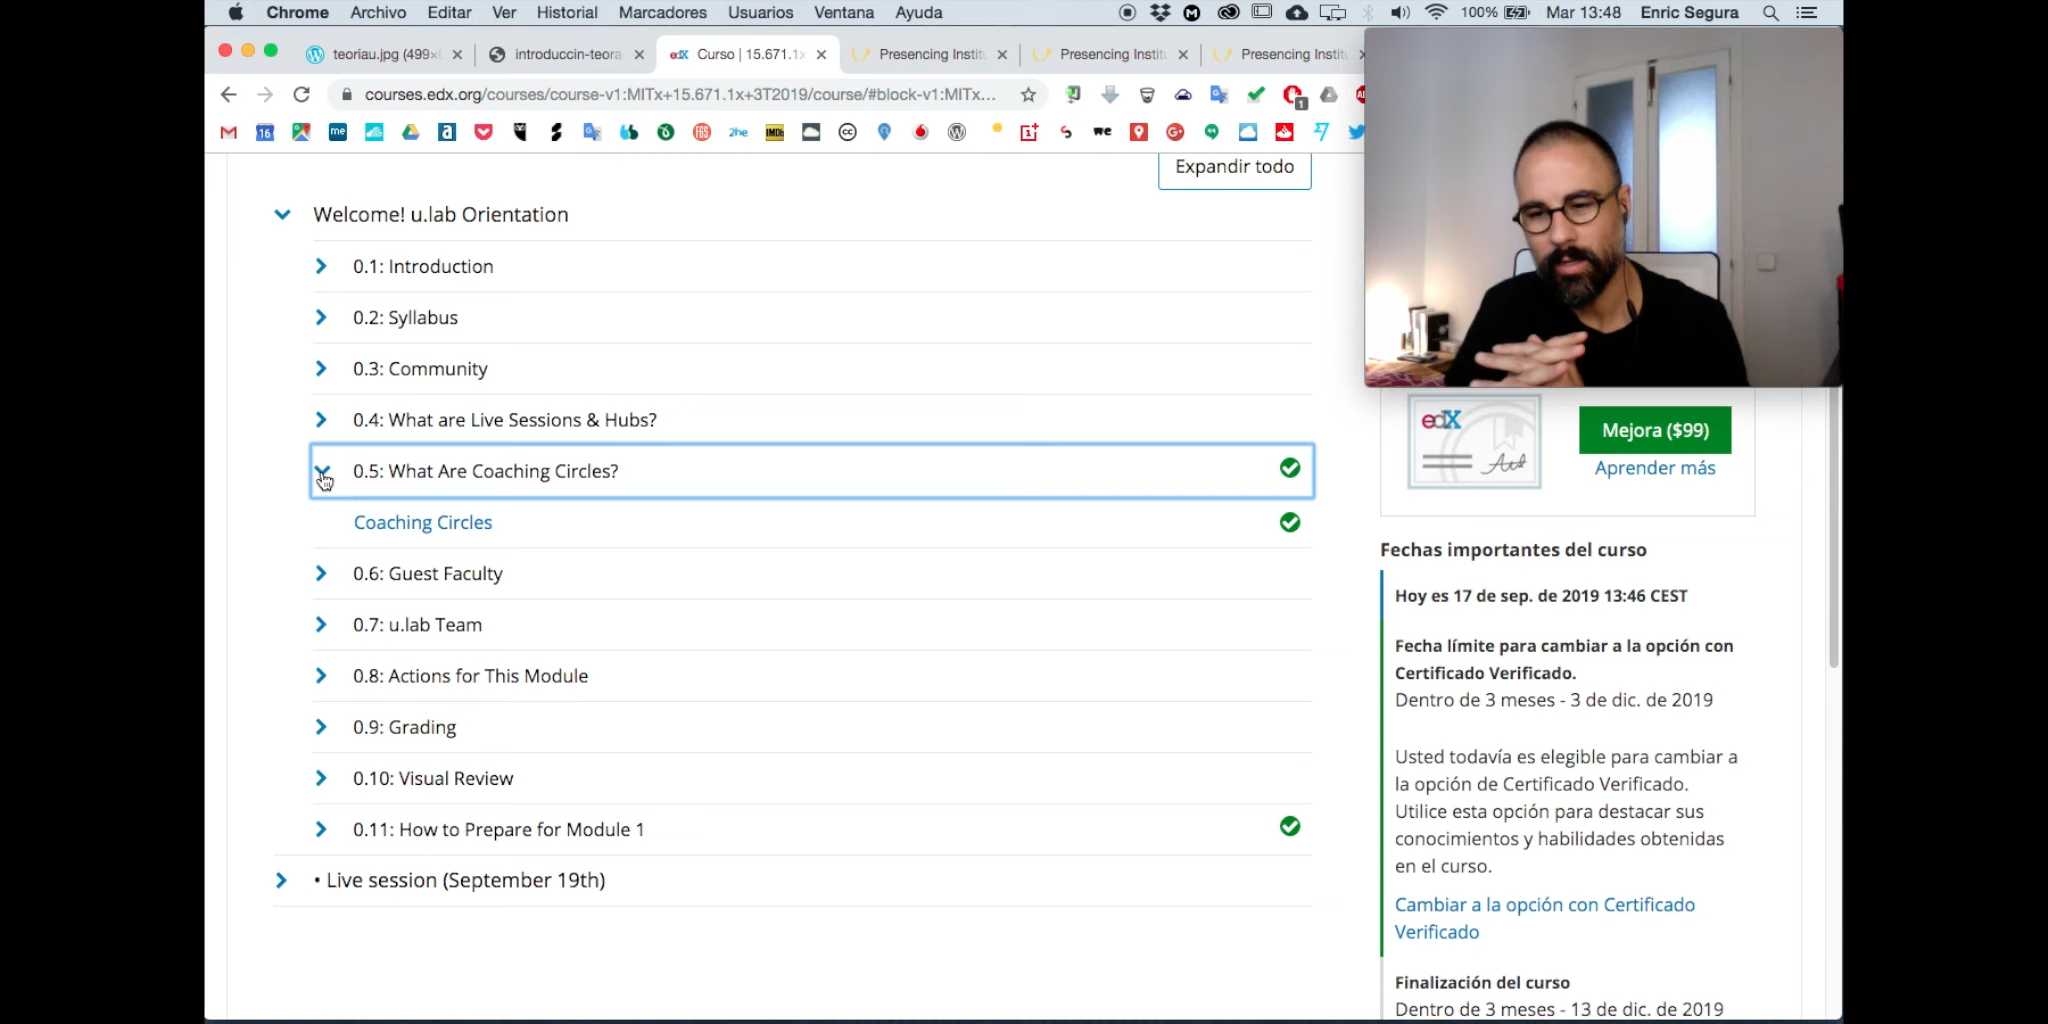 Chrome Archivo Editar Ver Historial Marcadores Usuarios Ventana Ayuda 100% Mar 13:48 Enric Segura
teoriau.jpg (499× introduccin-teora edX Curso | 15.671.1x Presencing Instit Presencing Instit Presencing Instit
courses.edx.org/courses/course-v1:MITx+15.671.1x+3T2019/course/#block-v1:MITx...
Expandir todo
Welcome! u.lab Orientation
0.1: Introduction
0.2: Syllabus
0.3: Community
0.4: What are Live Sessions & Hubs?
0.5: What Are Coaching Circles?
Coaching Circles
0.6: Guest Faculty
0.7: u.lab Team
0.8: Actions for This Module
0.9: Grading
0.10: Visual Review
0.11: How to Prepare for Module 1
• Live session (September 19th)
edX
Mejora ($99)
Aprender más
Fechas importantes del curso
Hoy es 17 de sep. de 2019 13:46 CEST
Fecha límite para cambiar a la opción con
Certificado Verificado.
Dentro de 3 meses - 3 de dic. de 2019
Usted todavía es elegible para cambiar a
la opción de Certificado Verificado.
Utilice esta opción para destacar sus
conocimientos y habilidades obtenidas
en el curso.
Cambiar a la opción con Certificado
Verificado
Finalización del curso
Dentro de 3 meses - 13 de dic. de 2019